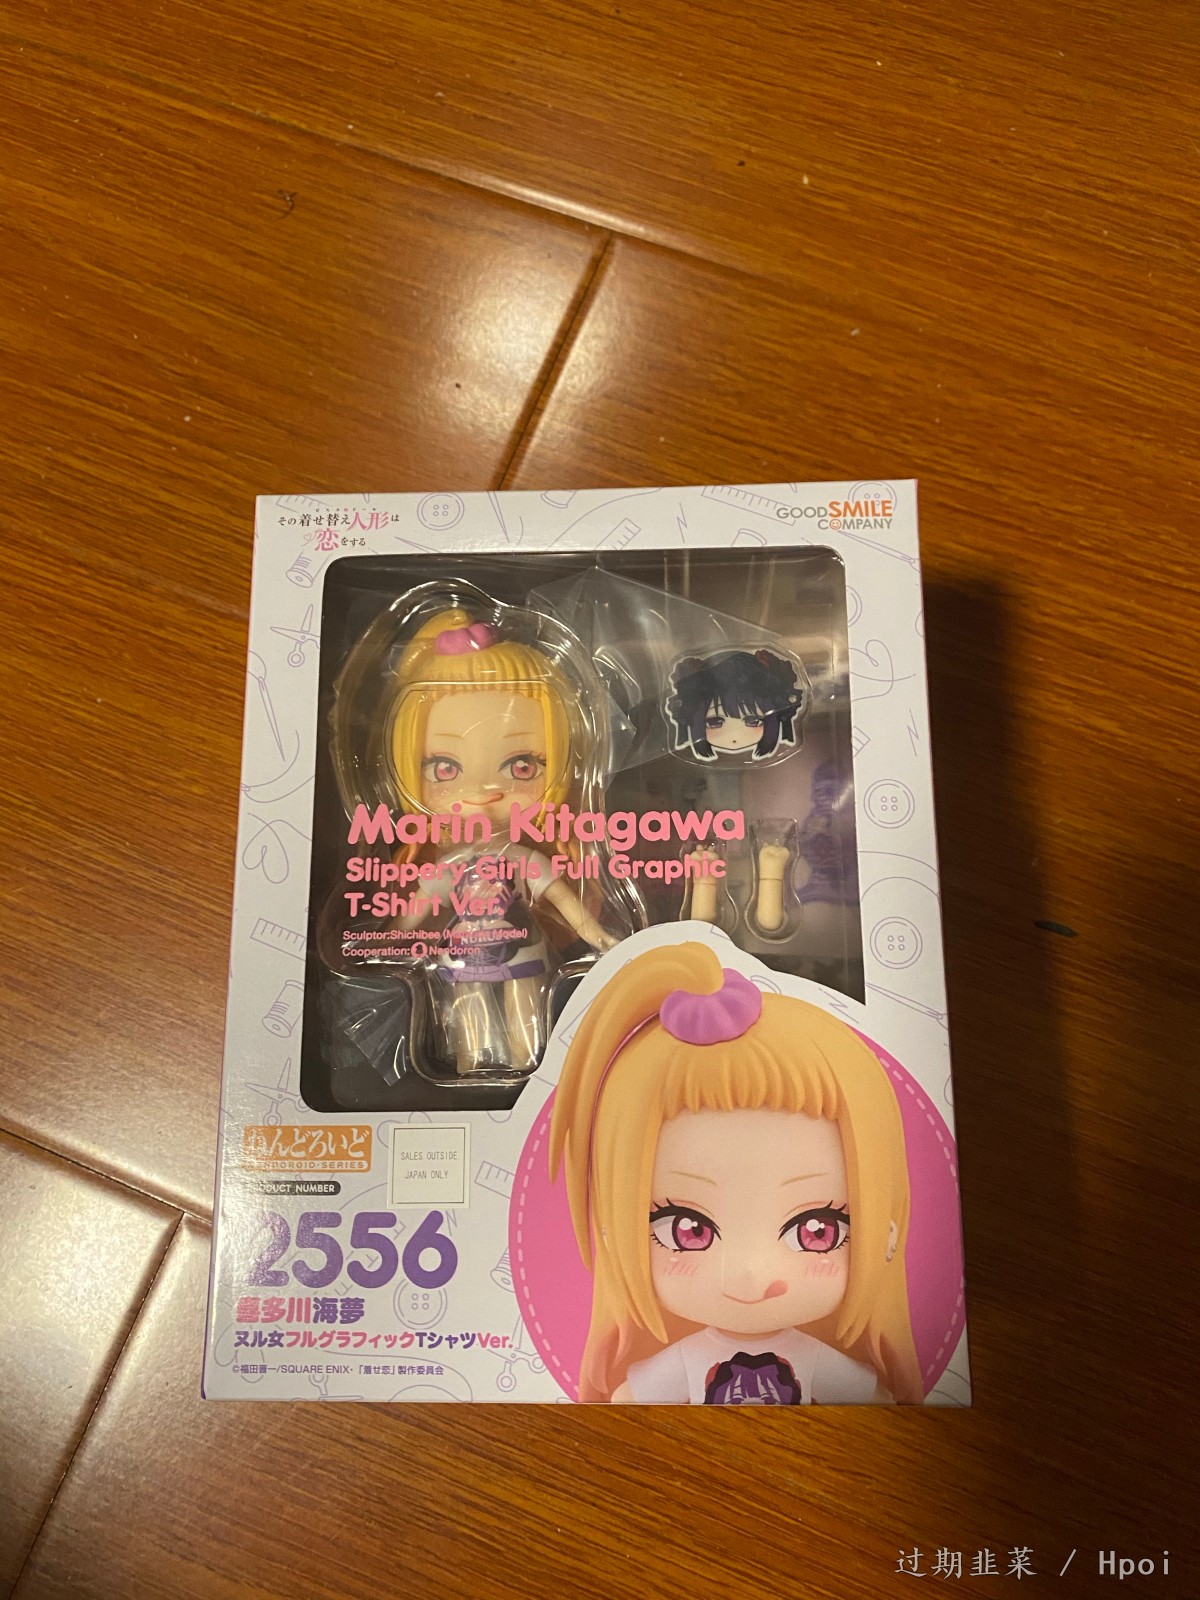 その着せ替え人形は
恋をする
GOODSMILE
COMPANY
Marin Kitagawa
Slippery Girls Full Graphic
T-Shirt Ver.
Sculptor:Shichibee
Cooperation: Nendoron
ねんどろいど
NENDOROID·SERIES
PRODUCT NUMBER
SALES OUTSIDE
JAPAN ONLY
2556
喜多川海夢
ヌル女フルグラフィックTシャツVer.
©福田晋一/SQUARE ENIX・「着せ恋」製作委員会
过期韭菜 / Hpoi